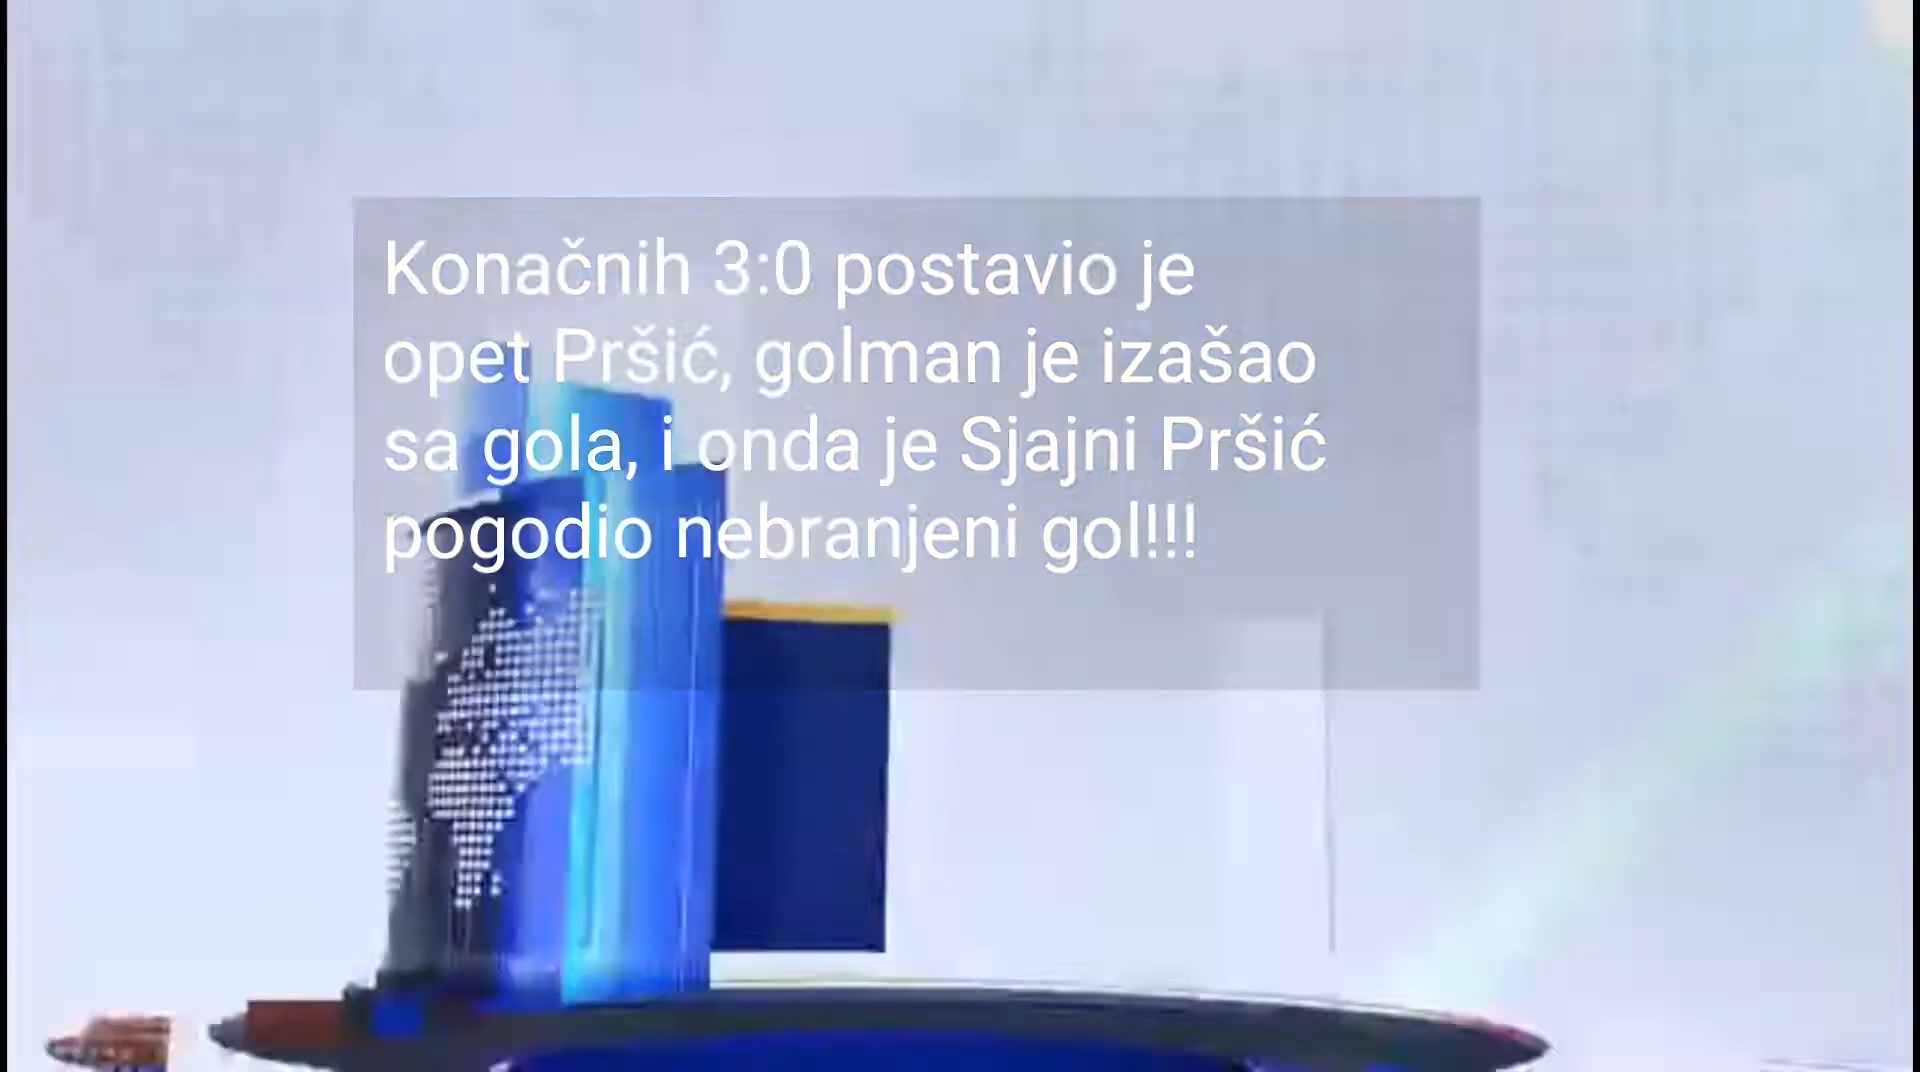 Konačnih 3:0 postavio je
opet Pršić, golman je izašao
sa gola, i onda je Sjajni Pršić
pogodio nebranjeni gol!!!